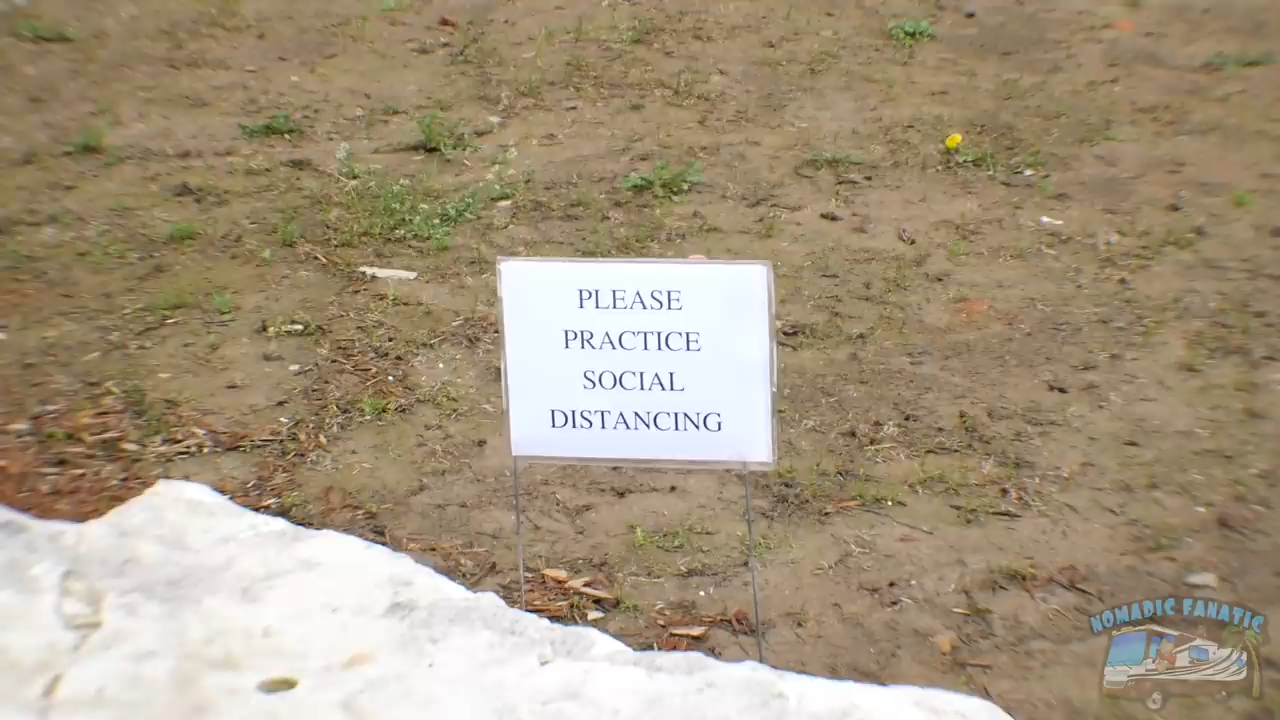 PLEASE
PRACTICE
SOCIAL
DISTANCING
NOMADIC FANATIC